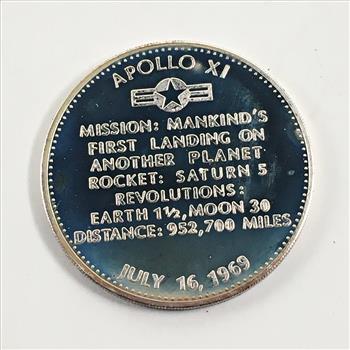 APOLLO XI
MISSION: MANKIND'S
FIRST LANDING ON
ANOTHER PLANET
ROCKET: SATURN 5
REVOLUTIONS:
EARTH 1½, MOON 30
DISTANCE: 952,700 MILES
JULY 16, 1969